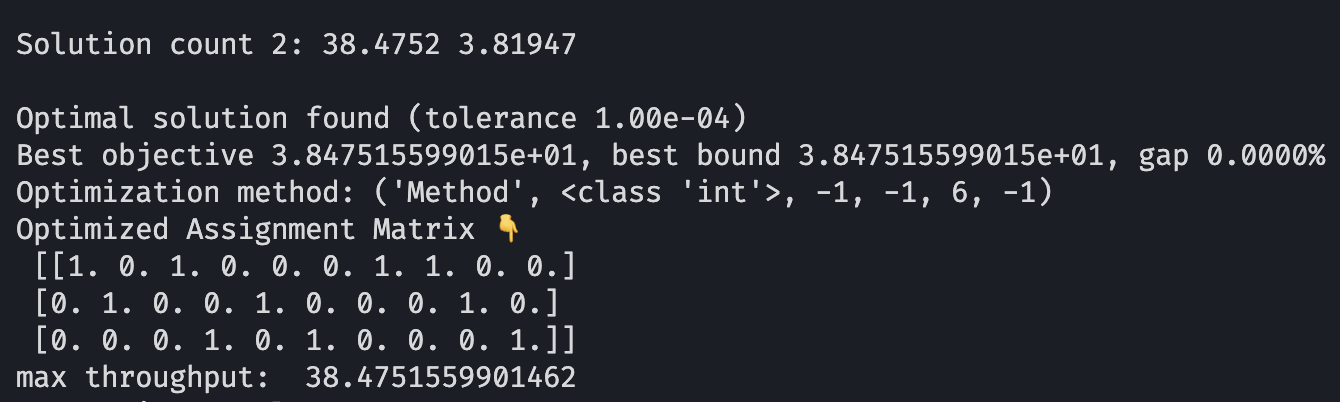 Solution count 2: 38.4752 3.81947
Optimal solution found (tolerance 1.00e-04)
Best objective 3.847515599015e+01, best bound 3.847515599015e+01, gap 0.0000%
Optimization method: ('Method', <class 'int'>, -1, -1, 6, -1)
Optimized Assignment Matrix 👇
[[1. 0. 1. 0. 0. 0. 1. 1. 0. 0.]
[0. 1. 0. 0. 1. 0. 0. 0. 1. 0.]
[0. 0. 0. 1. 0. 1. 0. 0. 0. 1.]]
max throughput:  38.4751559901462